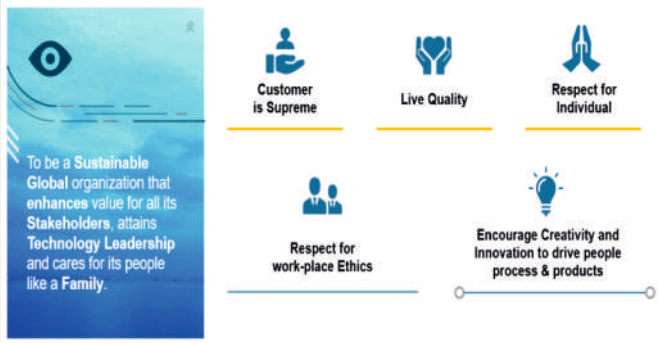 To be a Sustainable
Global organization that
enhances value for all its
Stakeholders, attains
Technology Leadership
and cares for its people
like a Family.
Customer
is Supreme
Live Quality
Respect for
Individual
Respect for
work-place Ethics
Encourage Creativity and
Innovation to drive people
process & products